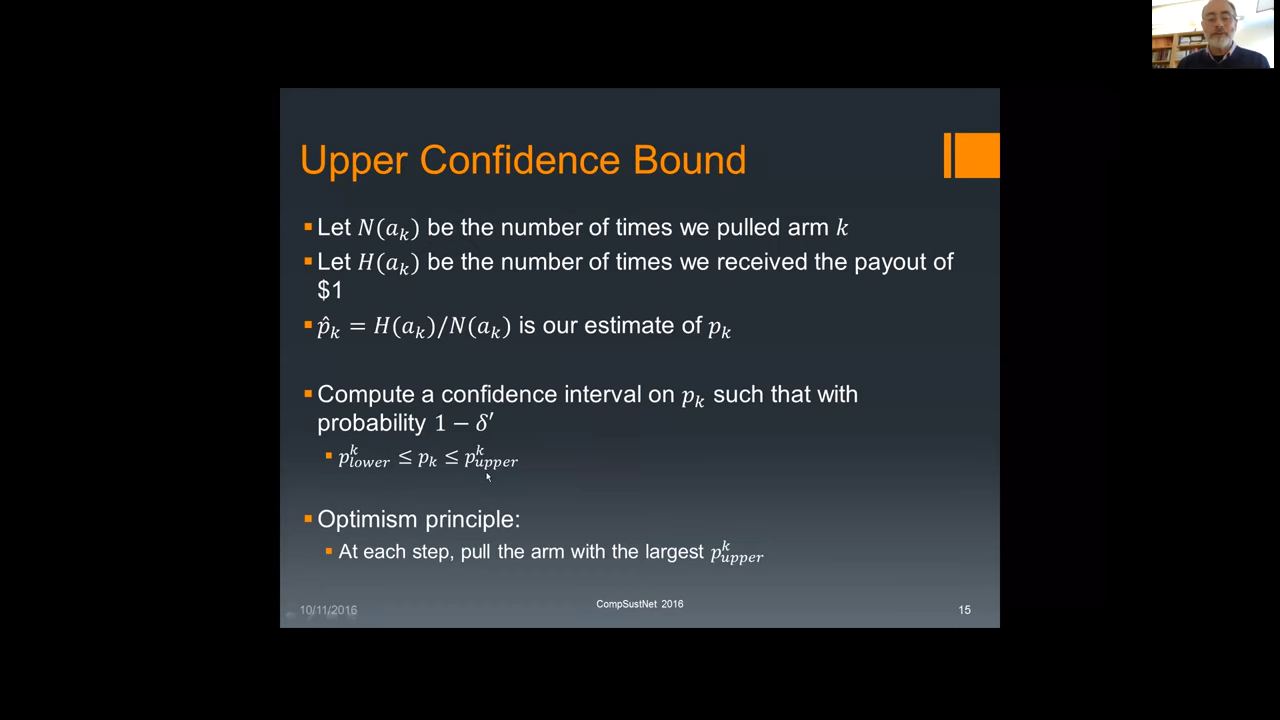 Upper Confidence Bound
▪Let N(a_k) be the number of times we pulled arm k
▪Let H(a_k) be the number of times we received the payout of
$1
▪p̂_k = H(a_k)/N(a_k) is our estimate of p_k
▪Compute a confidence interval on p_k such that with
probability 1 − δ′
▪p^k_lower ≤ p_k ≤ p^k_upper
▪Optimism principle:
▪At each step, pull the arm with the largest p^k_upper
10/11/2016
CompSustNet 2016
15